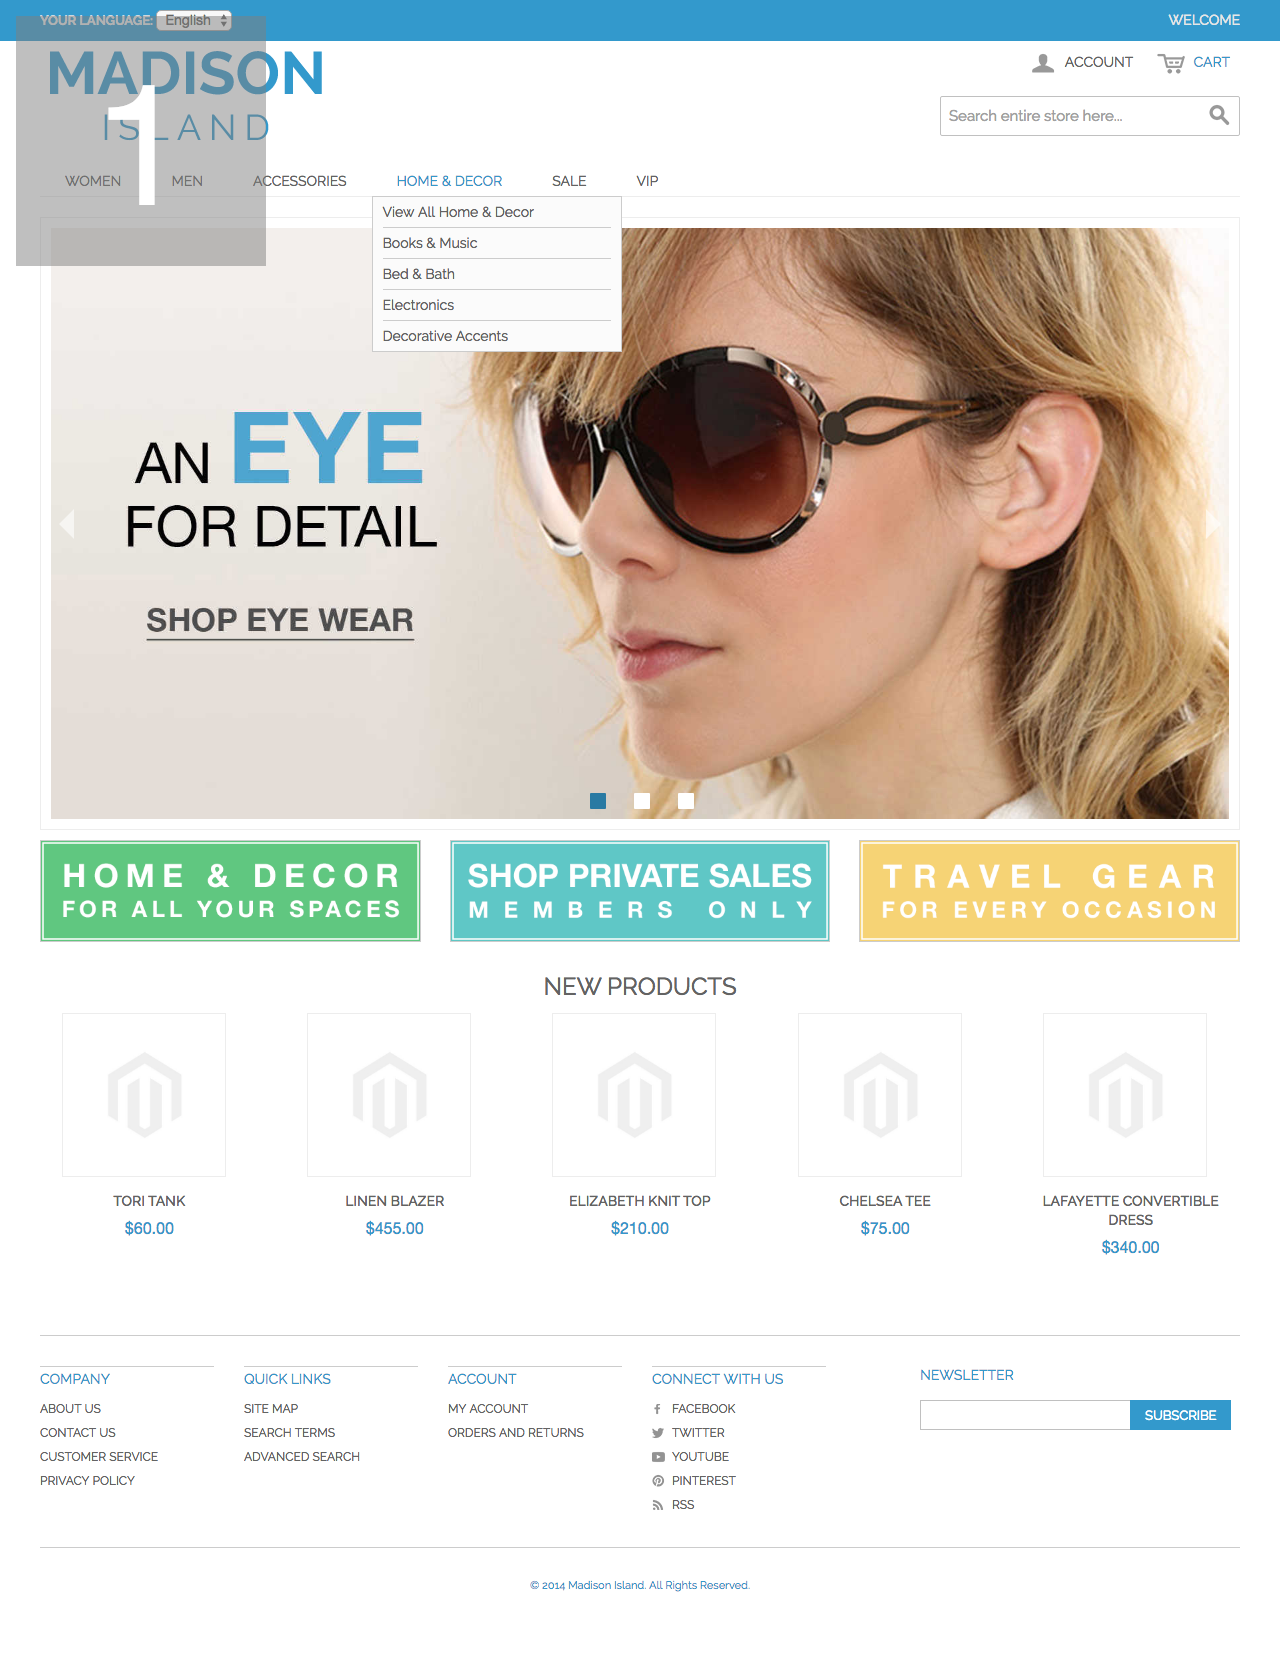 YOUR LANGUAGE: English
WELCOME
MADISON
ISLAND
1
ACCOUNT
CART
Search entire store here...
WOMEN MEN ACCESSORIES HOME & DECOR SALE VIP
View All Home & Decor
Books & Music
Bed & Bath
Electronics
Decorative Accents
AN EYE
FOR DETAIL
SHOP EYE WEAR
HOME & DECOR
FOR ALL YOUR SPACES
SHOP PRIVATE SALES
MEMBERS ONLY
TRAVEL GEAR
FOR EVERY OCCASION
NEW PRODUCTS
TORI TANK
$60.00
LINEN BLAZER
$455.00
ELIZABETH KNIT TOP
$210.00
CHELSEA TEE
$75.00
LAFAYETTE CONVERTIBLE
DRESS
$340.00
COMPANY
ABOUT US
CONTACT US
CUSTOMER SERVICE
PRIVACY POLICY
QUICK LINKS
SITE MAP
SEARCH TERMS
ADVANCED SEARCH
ACCOUNT
MY ACCOUNT
ORDERS AND RETURNS
CONNECT WITH US
FACEBOOK
TWITTER
YOUTUBE
PINTEREST
RSS
NEWSLETTER
SUBSCRIBE
© 2014 Madison Island. All Rights Reserved.